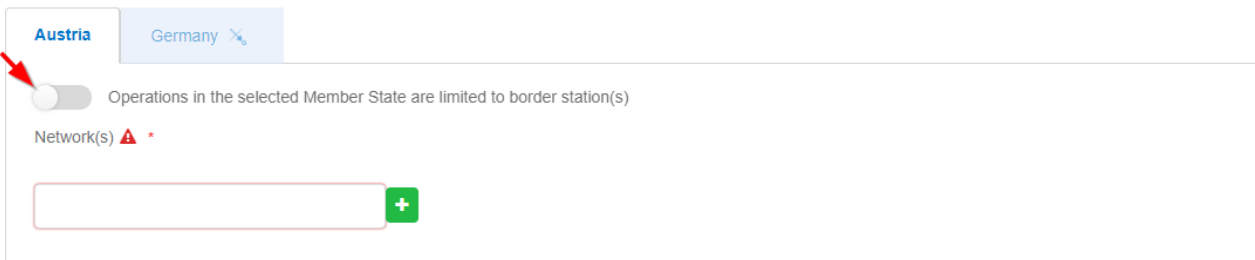 Austria
Germany
Operations in the selected Member State are limited to border station(s)
Network(s) *